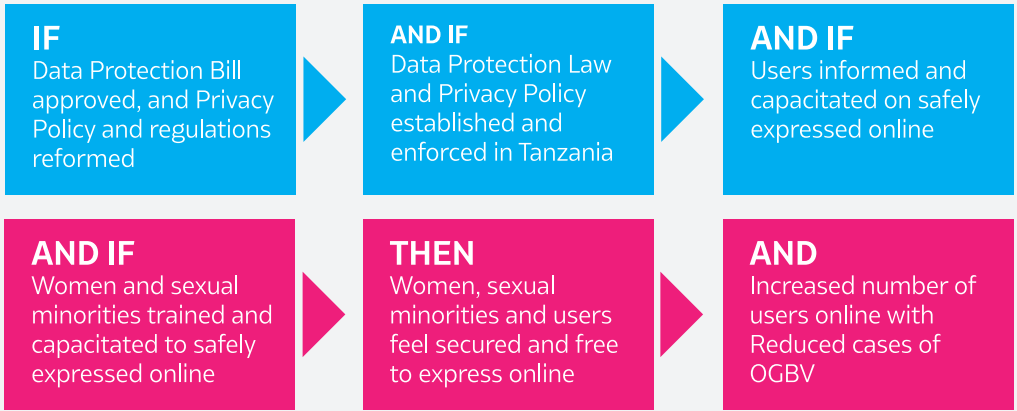 IF
Data Protection Bill
approved, and Privacy
Policy and regulations
reformed
AND IF
Data Protection Law
and Privacy Policy
established and
enforced in Tanzania
AND IF
Users informed and
capacitated on safely
expressed online
AND IF
Women and sexual
minorities trained and
capacitated to safely
expressed online
THEN
Women, sexual
minorities and users
feel secured and free
to express online
AND
Increased number of
users online with
Reduced cases of
OGBV